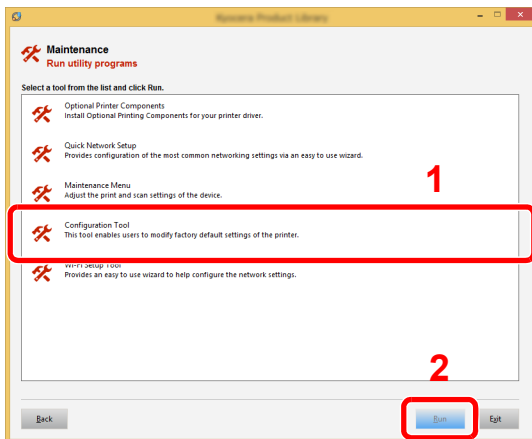 Kyocera Product Library
Maintenance
Run utility programs
Select a tool from the list and click Run.
Optional Printer Components
Install Optional Printing Components for your printer driver.
Quick Network Setup
Provides configuration of the most common networking settings via an easy to use wizard.
Maintenance Menu
Adjust the print and scan settings of the device.
1
Configuration Tool
This tool enables users to modify factory default settings of the printer.
Wi-Fi Setup Tool
Provides an easy to use wizard to help configure the network settings.
2
Back
Run
Exit